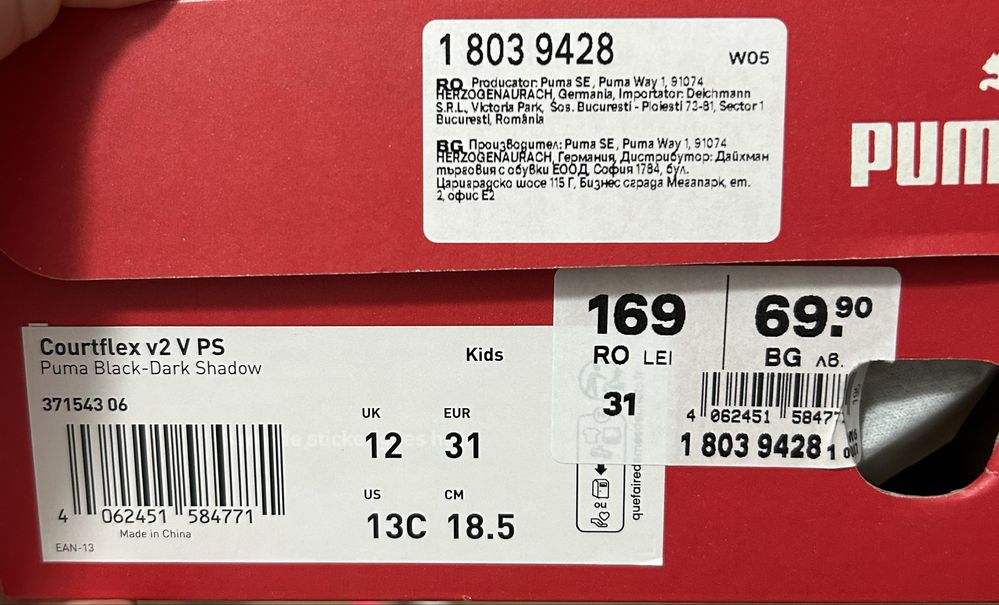 1 803 9428
W05
RO Producator: Puma SE, Puma Way 1, 91074
HERZOGENAURACH, Germania, Importator: Deichmann
S.R.L., Victoria Park, Sos. Bucuresti - Ploiesti 73-81, Sector 1
Bucuresti, România
BG Производител: Puma SE, Puma Way 1, 91074
HERZOGENAURACH, Германия, Дистрибутор: Дайхман
търговия с обувки ЕООД, София 1784, бул.
Цариградско шосе 115 Г, Бизнес сграда Мегапарк, ет.
2, офис Е2
PUM
169
RO LEI
69.90
BG лв.
31
4 062451 58477
1 803 9428 1
Courtflex v2 V PS
Puma Black-Dark Shadow
Kids
371543 06
UK
12
EUR
31
US
13C
CM
18.5
4 062451 584771
Made in China
EAN-13
ou
quefaired